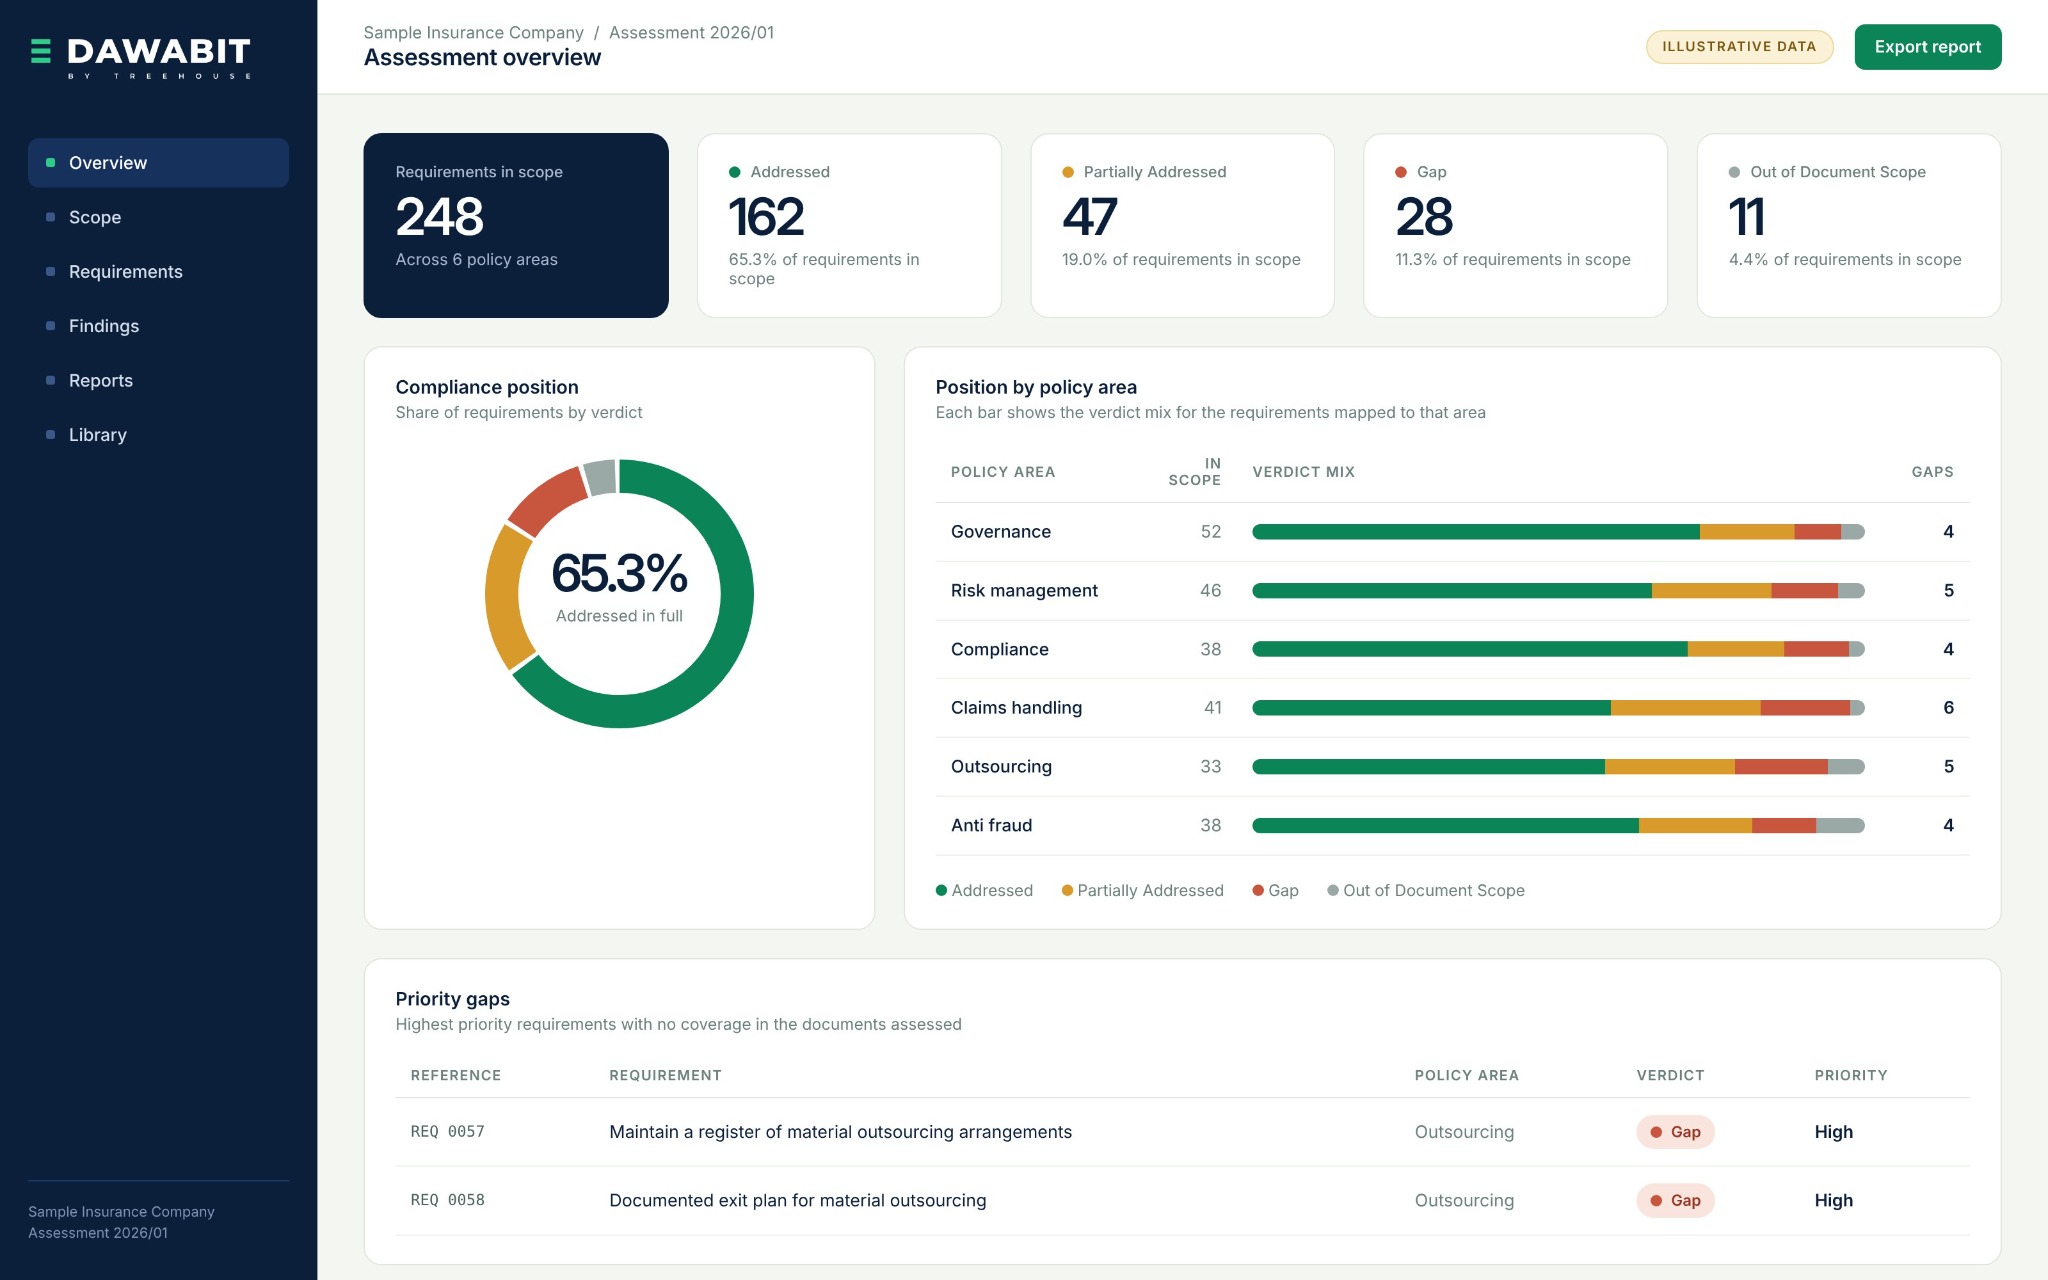 DAWABIT
BY TREEHOUSE
Overview
Scope
Requirements
Findings
Reports
Library
Sample Insurance Company
Assessment 2026/01
Sample Insurance Company / Assessment 2026/01
Assessment overview
ILLUSTRATIVE DATA
Export report
Requirements in scope
248
Across 6 policy areas
Addressed
162
65.3% of requirements in
scope
Partially Addressed
47
19.0% of requirements in scope
Gap
28
11.3% of requirements in scope
Out of Document Scope
11
4.4% of requirements in scope
Compliance position
Share of requirements by verdict
65.3%
Addressed in full
Position by policy area
Each bar shows the verdict mix for the requirements mapped to that area
POLICY AREA IN SCOPE VERDICT MIX GAPS
Governance 52 4
Risk management 46 5
Compliance 38 4
Claims handling 41 6
Outsourcing 33 5
Anti fraud 38 4
Addressed Partially Addressed Gap Out of Document Scope
Priority gaps
Highest priority requirements with no coverage in the documents assessed
REFERENCE REQUIREMENT POLICY AREA VERDICT PRIORITY
REQ 0057 Maintain a register of material outsourcing arrangements Outsourcing Gap High
REQ 0058 Documented exit plan for material outsourcing Outsourcing Gap High